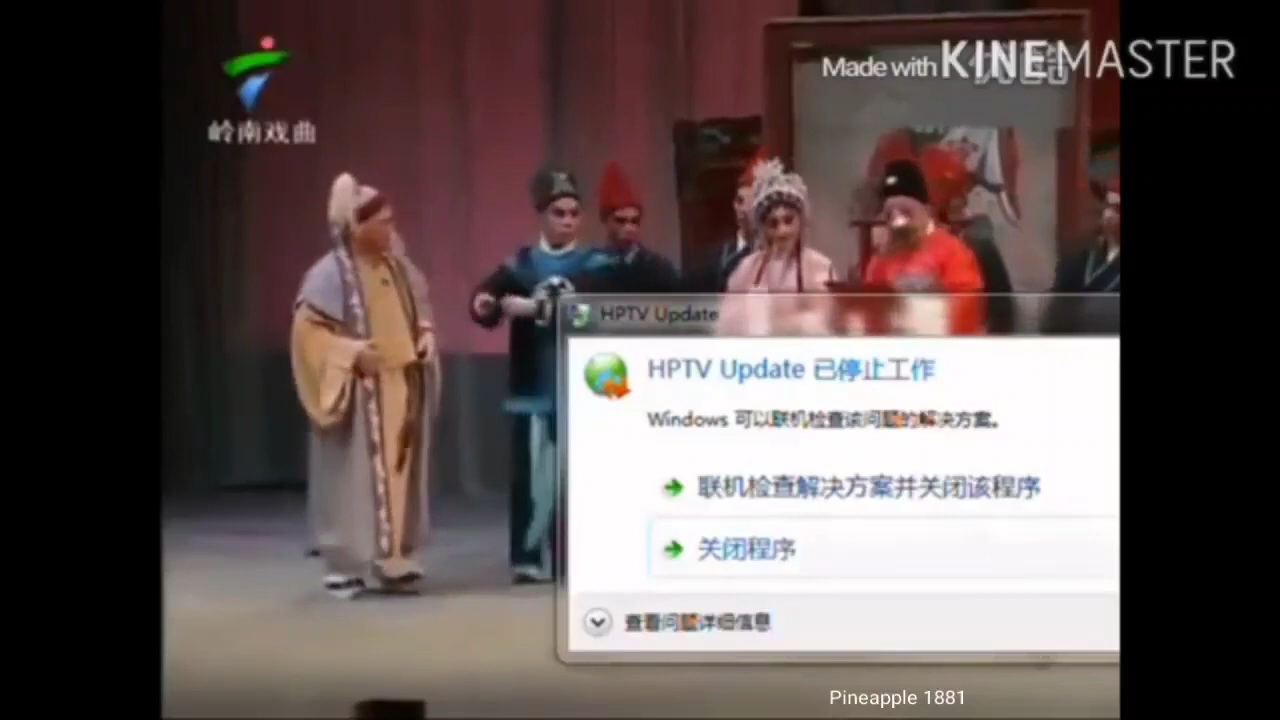 Made with KINEMASTER
岭南戏曲
HPTV Update
HPTV Update 已停止工作
Windows 可以联机检查该问题的解决方案。
联机检查解决方案并关闭该程序
关闭程序
查看问题详细信息
Pineapple 1881